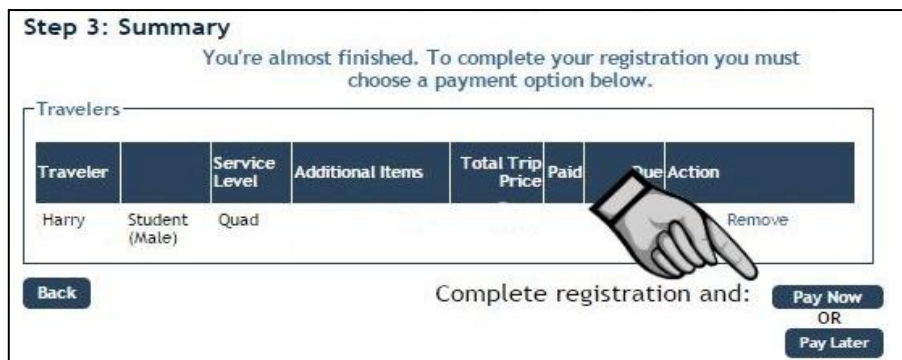 Step 3: Summary
You're almost finished. To complete your registration you must
choose a payment option below.
Travelers
Traveler Service Level Additional Items Total Trip Price Paid Due Action
Harry Student (Male) Quad Remove
Back Complete registration and: Pay Now
OR
Pay Later